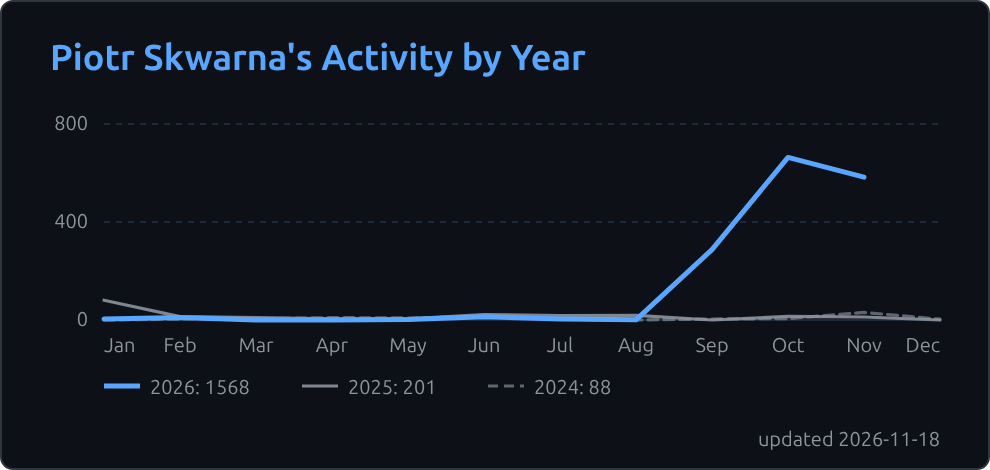 Piotr Skwarna's Activity by Year
800
400
0
Jan Feb Mar Apr May Jun Jul Aug Sep Oct Nov Dec
2026: 1568 2025: 201 2024: 88
updated 2026-11-18